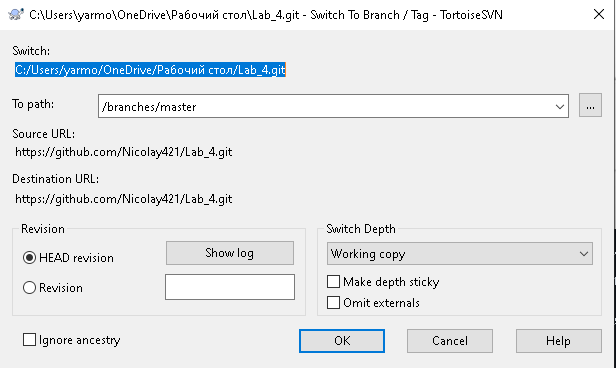 C:\Users\yarmo\OneDrive\Рабочий стол\Lab_4.git - Switch To Branch / Tag - TortoiseSVN
Switch:
C:/Users/yarmo/OneDrive/Рабочий стол/Lab_4.git
To path:
/branches/master
...
Source URL:
https://github.com/Nicolay421/Lab_4.git
Destination URL:
https://github.com/Nicolay421/Lab_4.git
Revision
HEAD revision
Show log
Revision
Switch Depth
Working copy
Make depth sticky
Omit externals
Ignore ancestry
OK
Cancel
Help